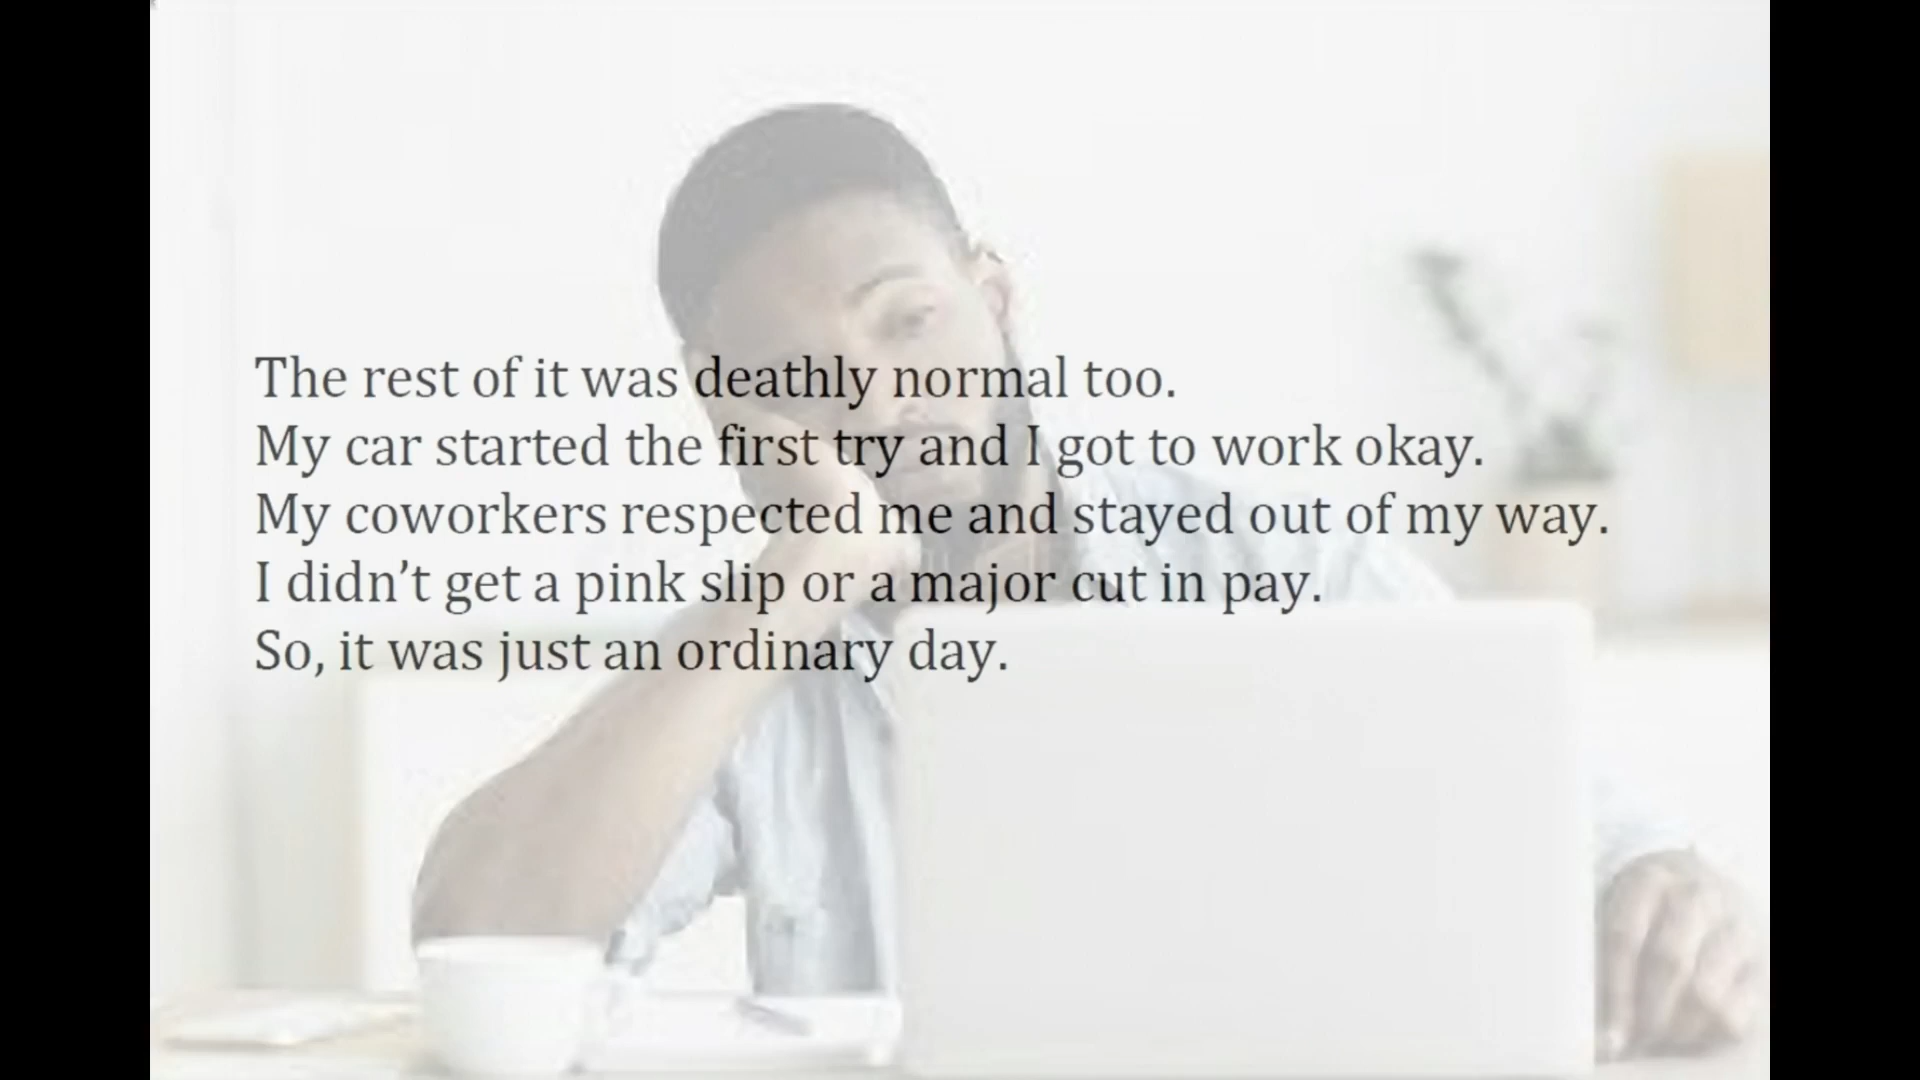 The rest of it was deathly normal too.
My car started the first try and I got to work okay.
My coworkers respected me and stayed out of my way.
I didn’t get a pink slip or a major cut in pay.
So, it was just an ordinary day.